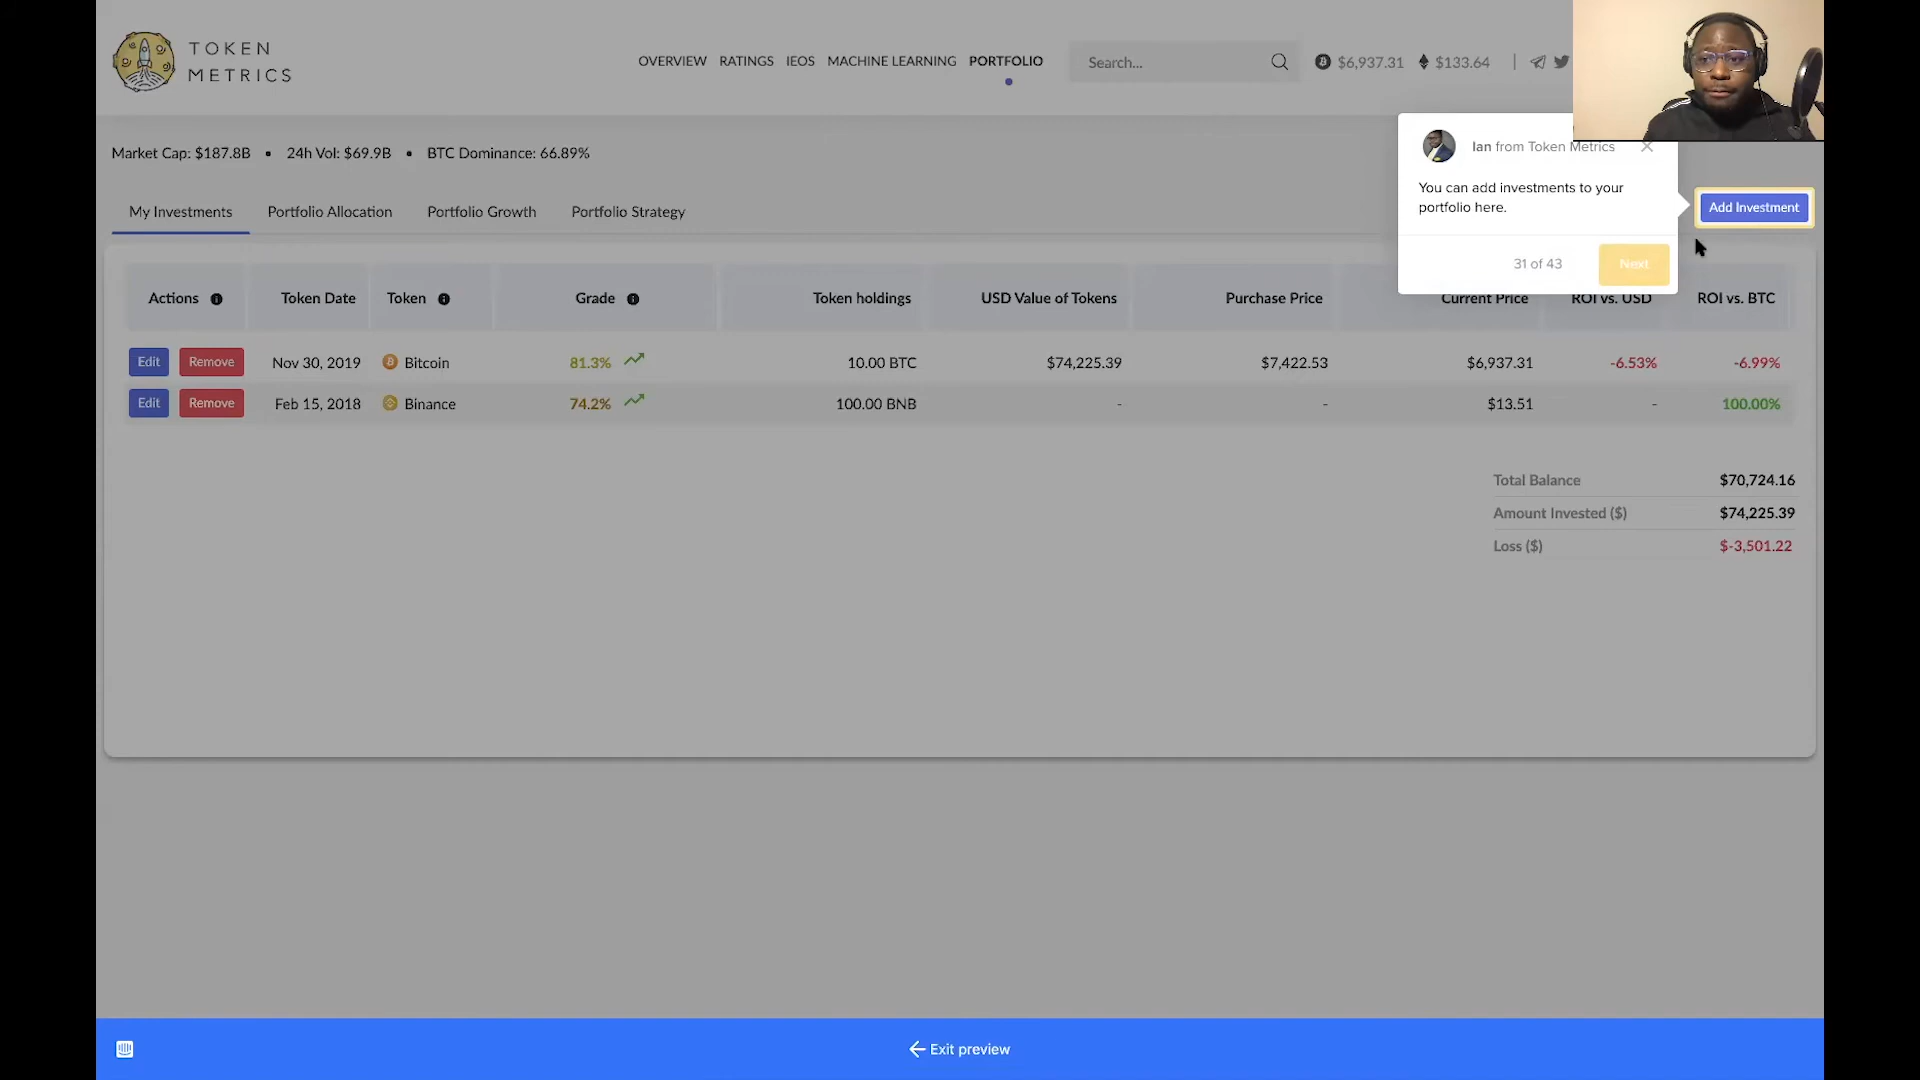 TOKEN
METRICS
OVERVIEW RATINGS IEOS MACHINE LEARNING PORTFOLIO
Search...
$6,937.31 $133.64
Market Cap: $187.8B • 24h Vol: $69.9B • BTC Dominance: 66.89%
Ian from Token Metrics
You can add investments to your
portfolio here.
31 of 43 Next
Add Investment
My Investments Portfolio Allocation Portfolio Growth Portfolio Strategy
Actions Token Date Token Grade Token holdings USD Value of Tokens Purchase Price Current Price ROI vs. USD ROI vs. BTC
Edit Remove Nov 30, 2019 Bitcoin 81.3% 10.00 BTC $74,225.39 $7,422.53 $6,937.31 -6.53% -6.99%
Edit Remove Feb 15, 2018 Binance 74.2% 100.00 BNB - - $13.51 - 100.00%
Total Balance $70,724.16
Amount Invested ($) $74,225.39
Loss ($) $-3,501.22
Exit preview